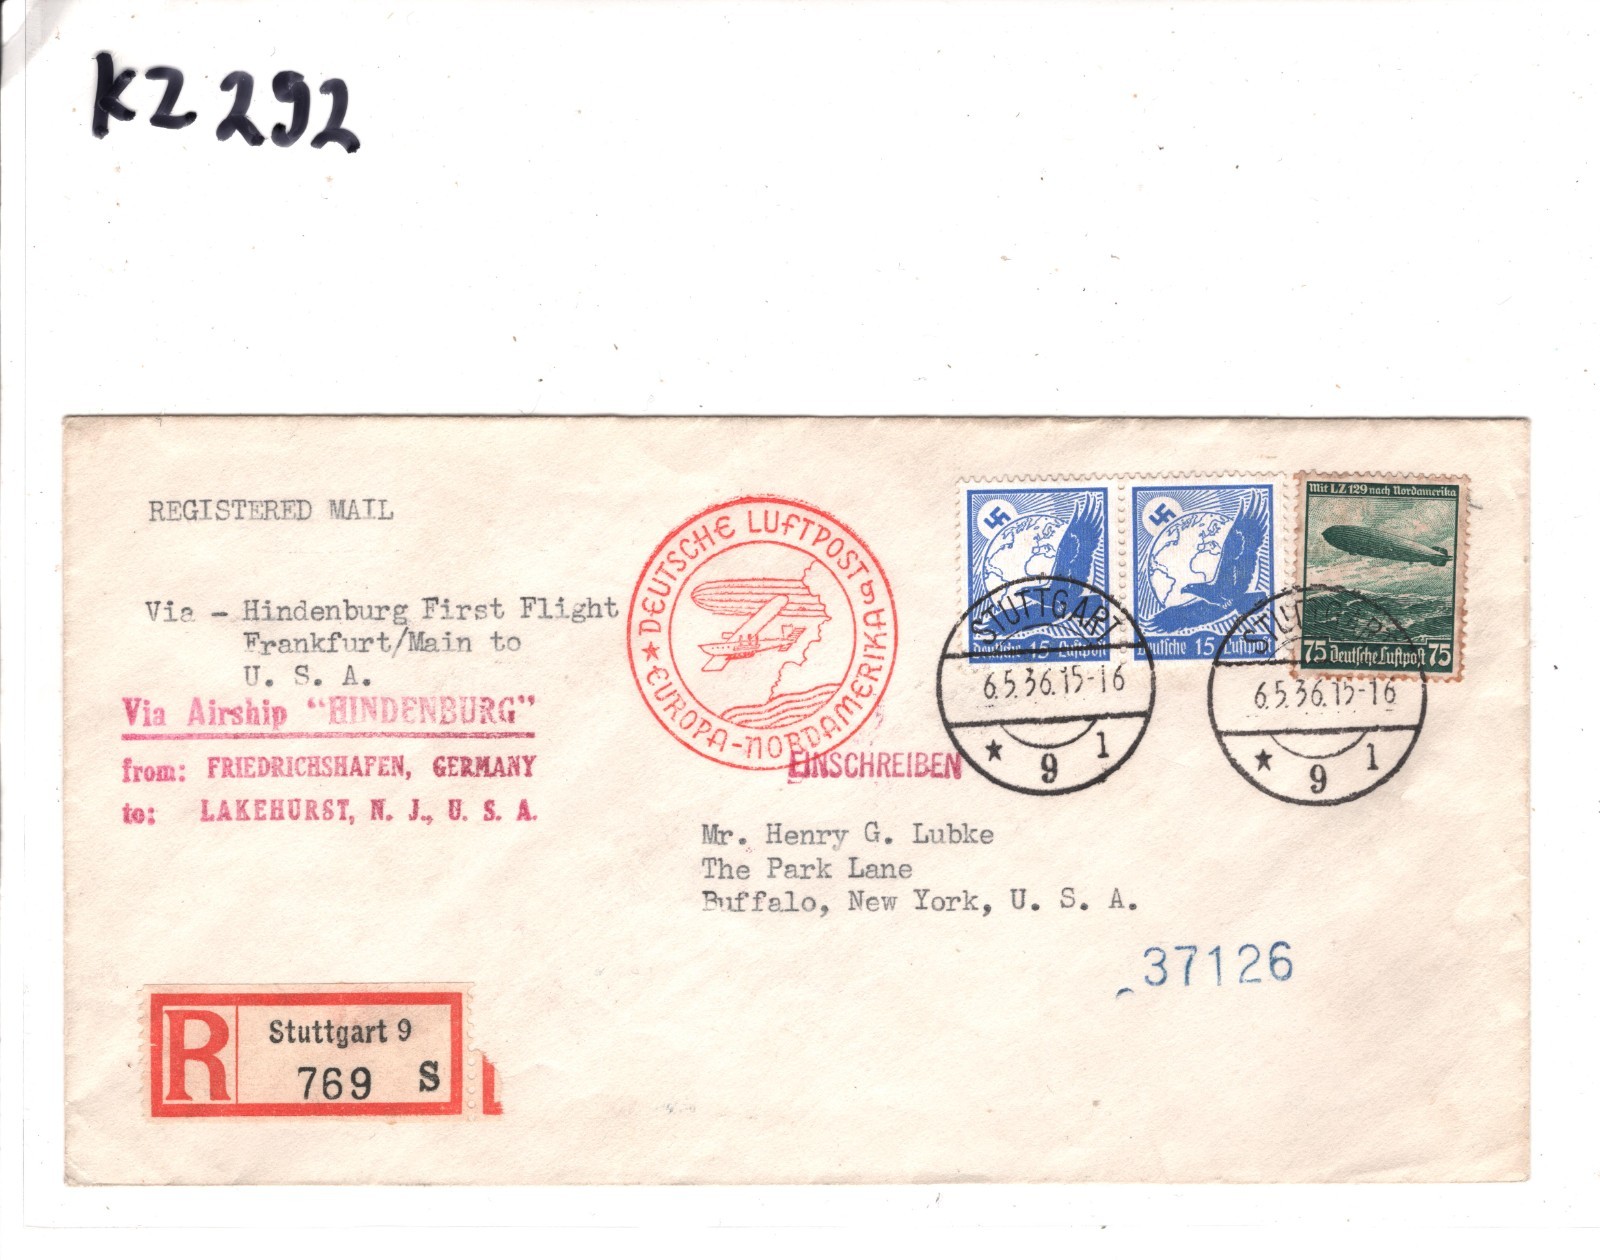 KZ 292
REGISTERED MAIL
Via - Hindenburg First Flight
Frankfurt/Main to
U. S. A.
Via Airship "HINDENBURG"
from: FRIEDRICHSHAFEN, GERMANY
to: LAKEHURST, N. J., U. S. A.
DEUTSCHE LUFTPOST b
★ EUROPA-NORDAMERIKA
EINSCHREIBEN
Deutsche 15 Luftpost
Deutsche 15 Luftpost
Mit LZ 129 nach Nordamerika
75 Deutsche Luftpost 75
STUTTGART
6.5.36.15-16
* 9 1
STUTTGART
6.5.36.15-16
* 9 1
Mr. Henry G. Lubke
The Park Lane
Buffalo, New York, U. S. A.
37126
R Stuttgart 9
769 S